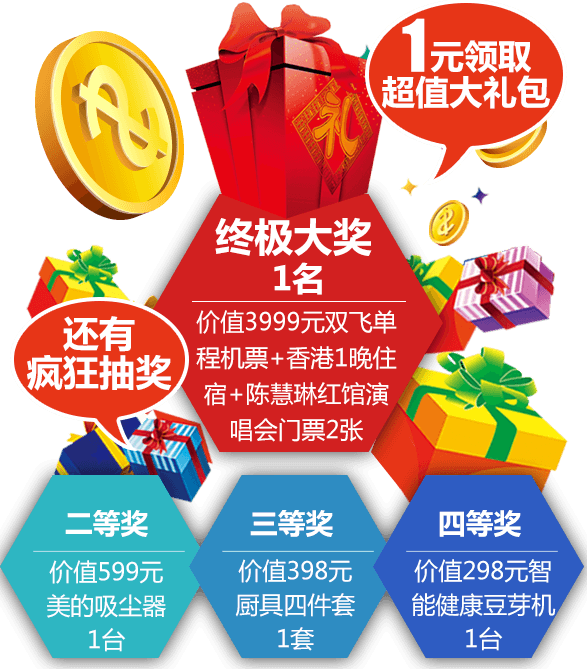 1元领取
超值大礼包
礼
终极大奖
1名
价值3999元双飞单
程机票+香港1晚住
宿+陈慧琳红馆演
唱会门票2张
还有
疯狂抽奖
二等奖
价值599元
美的吸尘器
1台
三等奖
价值398元
厨具四件套
1套
四等奖
价值298元智
能健康豆芽机
1台